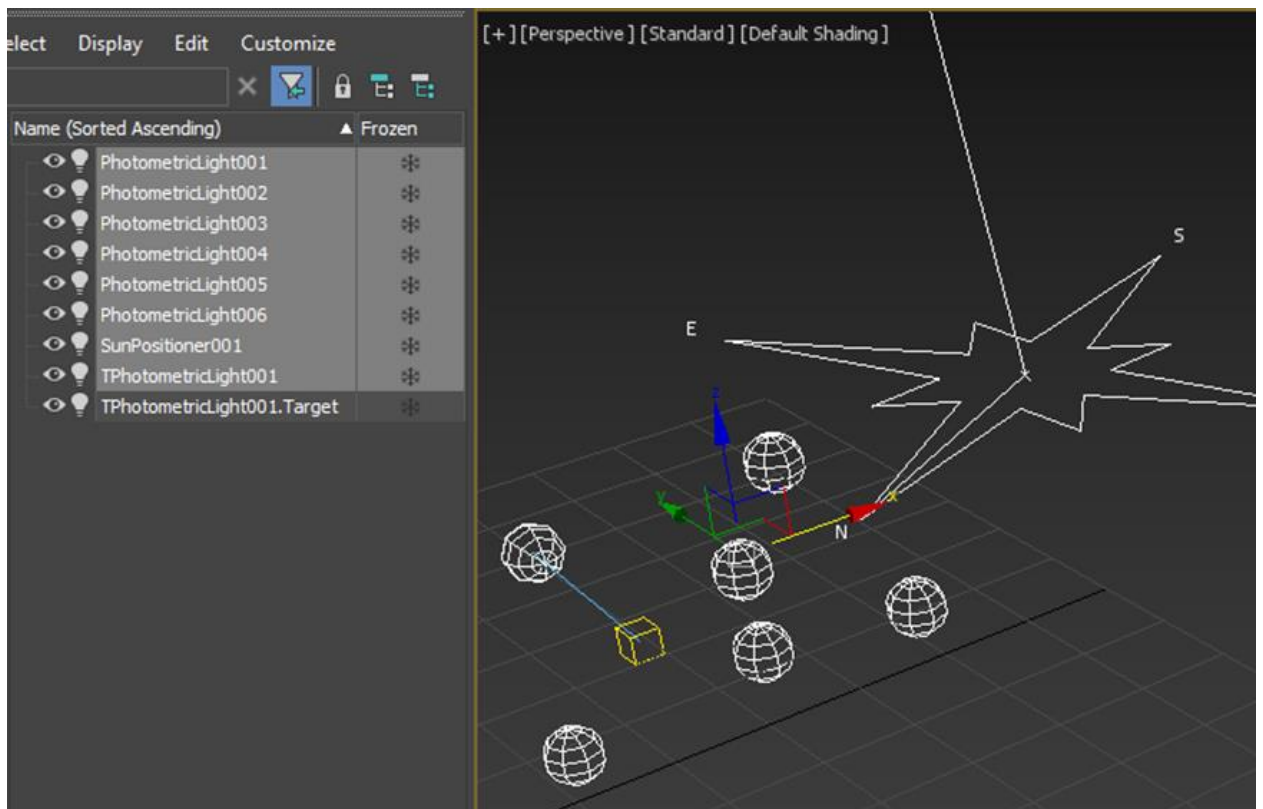 elect Display Edit Customize
Name (Sorted Ascending) ▲ Frozen
PhotometricLight001
PhotometricLight002
PhotometricLight003
PhotometricLight004
PhotometricLight005
PhotometricLight006
SunPositioner001
TPhotometricLight001
TPhotometricLight001.Target
[+] [Perspective] [Standard] [Default Shading]
S
E
z
y
x
N